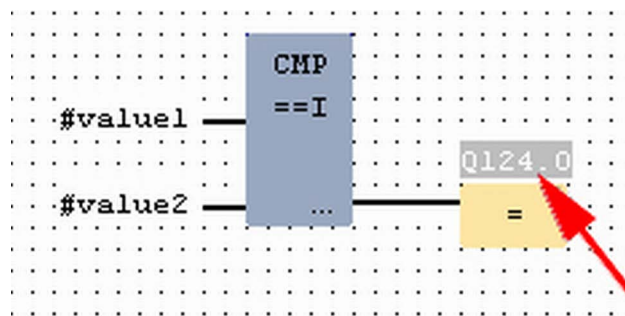 CMP
==I
#value1
Q124.0
#value2
...
=